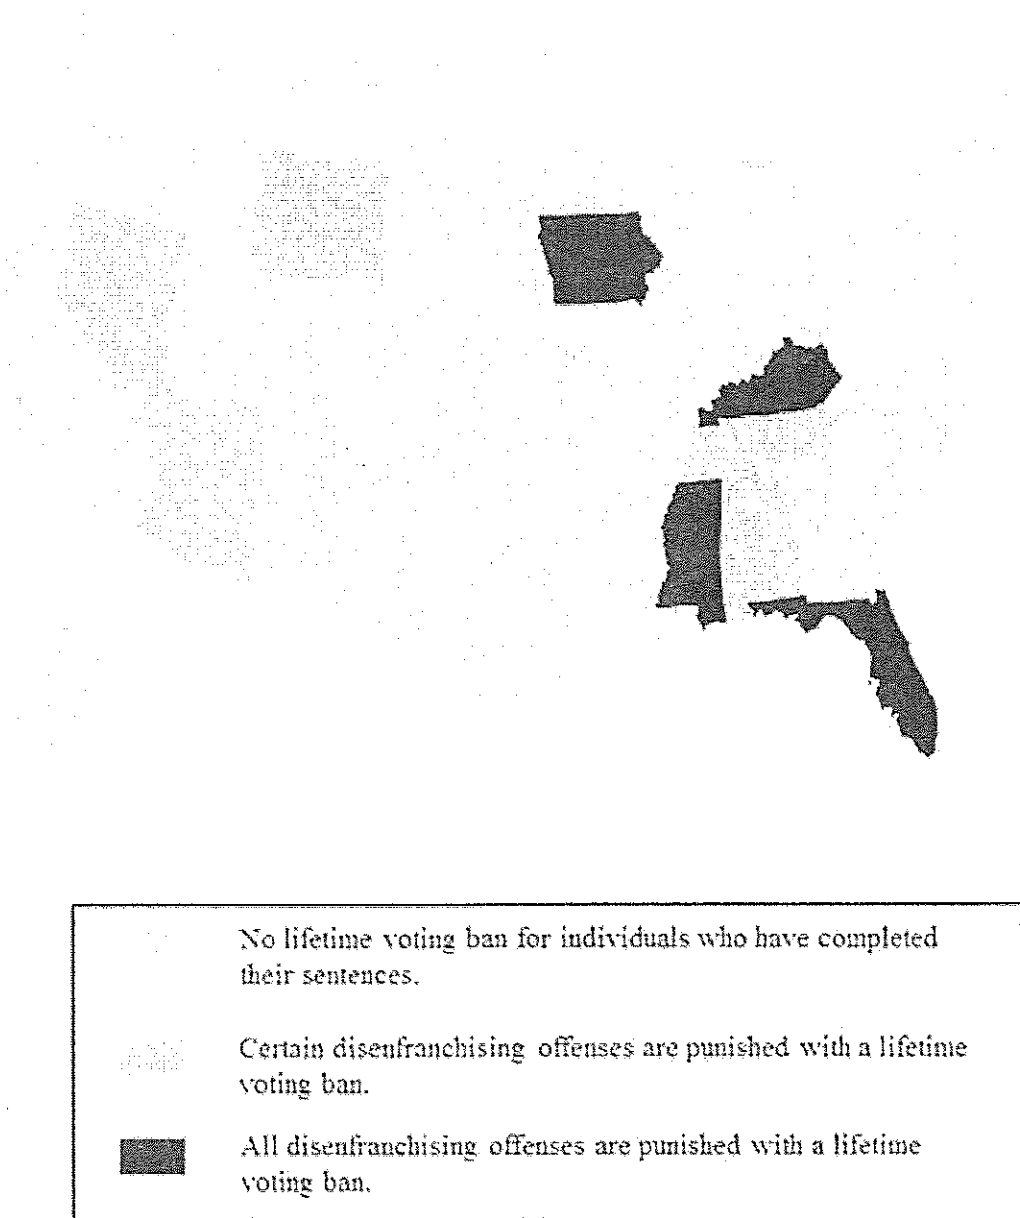 No lifetime voting ban for individuals who have completed
their sentences.
Certain disenfranchising offenses are punished with a lifetime
voting ban.
All disenfranchising offenses are punished with a lifetime
voting ban.